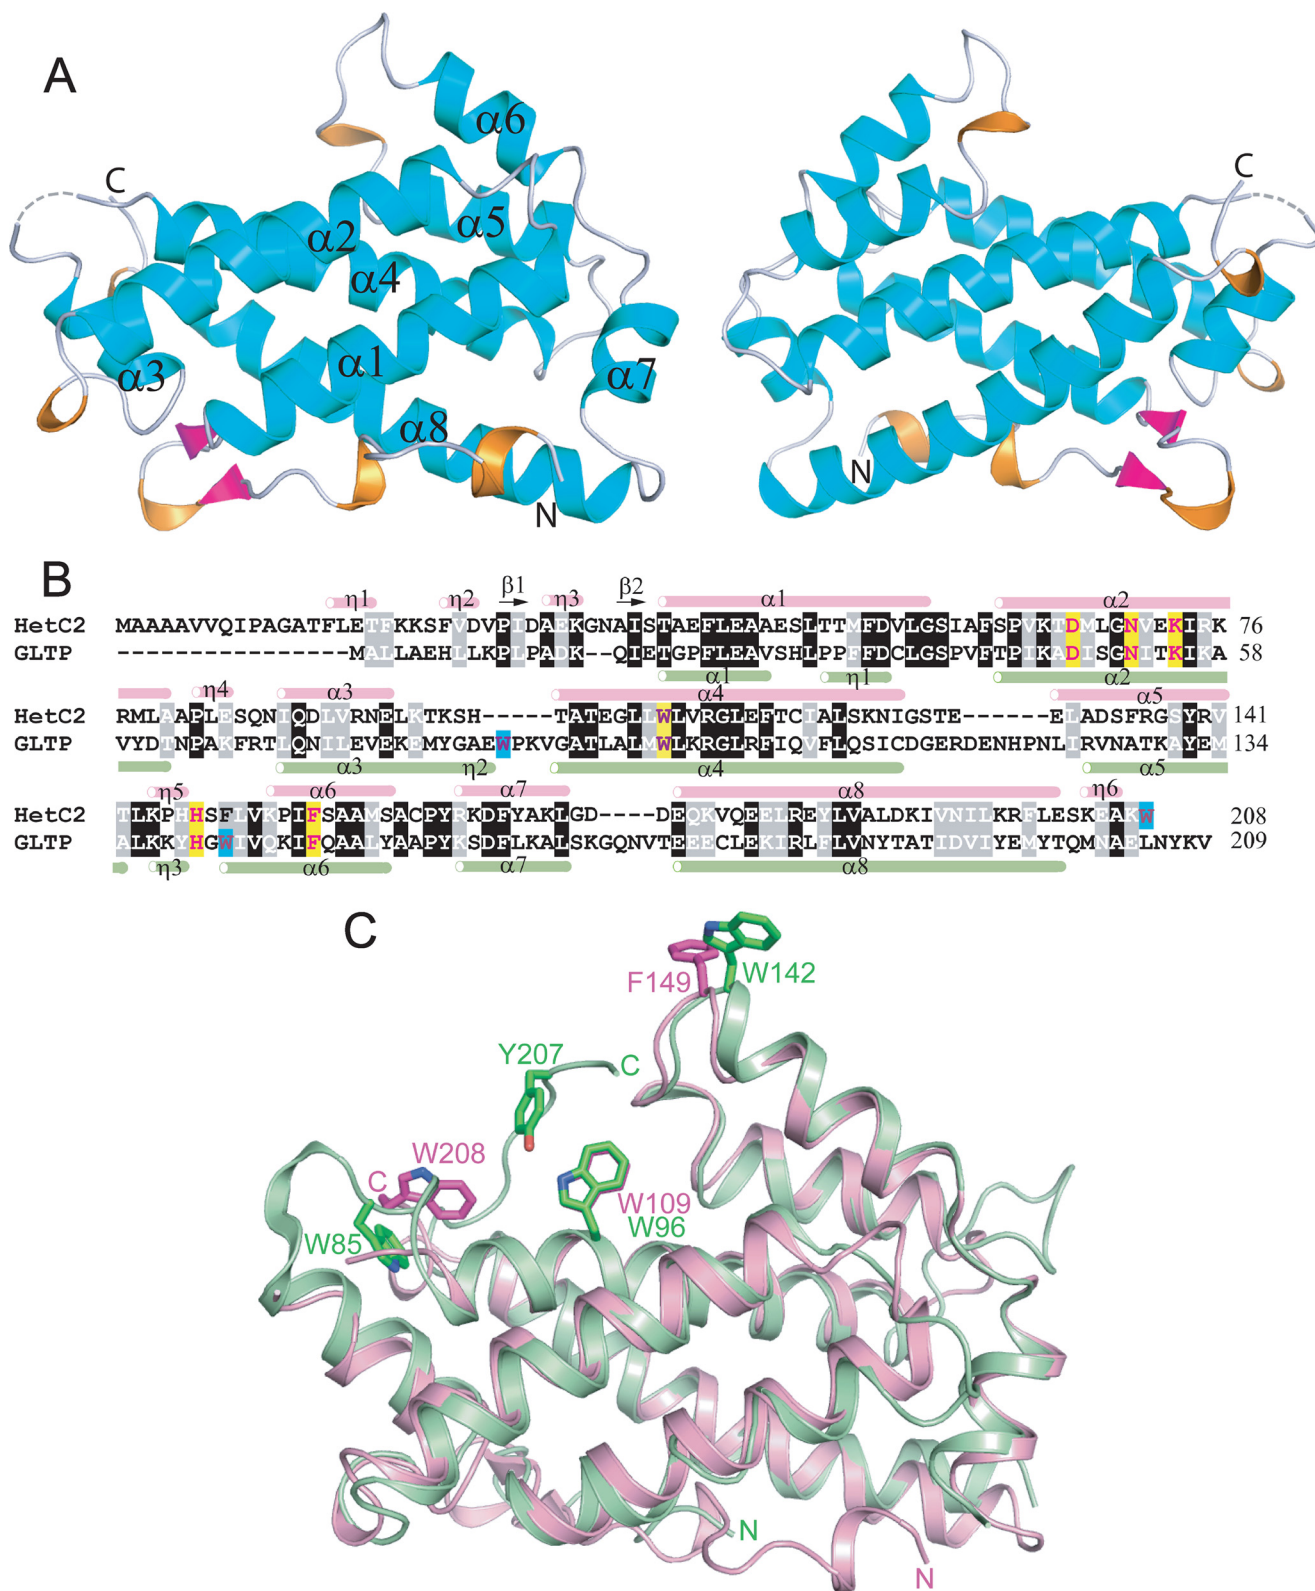 A
α6
C
α2
α5
α4
α3
α1
α7
α8
N
C
N
B
η1 η2 β1 η3 β2 α1 α2
HetC2 MAAAAVVQIPAGATFLETFKKSFVDVPIDAEKGNAISTAEFLEAAESLTTMFDVLGSIAFSPVKTDMLGNVEKIRK 76
GLTP ----------------MALLAEHLLKPLPADK--QIETGPFLEAVSHLPPFFDCLGSPVFTPIKADISGNITKIKA 58
α1 η1 α2
η4 α3 α4 α5
HetC2 RMLAAPLESQNIQDLVRNELKTKSH-----TATEGLLWLVRGLEFTCIALSKNIGSTE------ELADSFRGSYRV 141
GLTP VYDTNPAKFRTLQNILEVEKEMYGAEWPKVGATLALMWLKRGLRFIQVFLQSICDGERDENHPNLIRVNATKAYEM 134
α3 η2 α4 α5
η5 α6 α7 α8 η6
HetC2 TLKPHHSFLVKPIFSAAMSACPYRKDFYAKLGD----DEQKVQEELREYLVALDKIVNILKRFLESKEAKW 208
GLTP ALKKYHGWIVQKIFQAALYAAPYKSDFLKALSKGQNVTEEECLEKIRLFLVNYTATIDVIYEMYTQMNAELNYKV 209
η3 α6 α7 α8
C
F149
W142
Y207
C
W208
C
W109
W96
W85
N
N